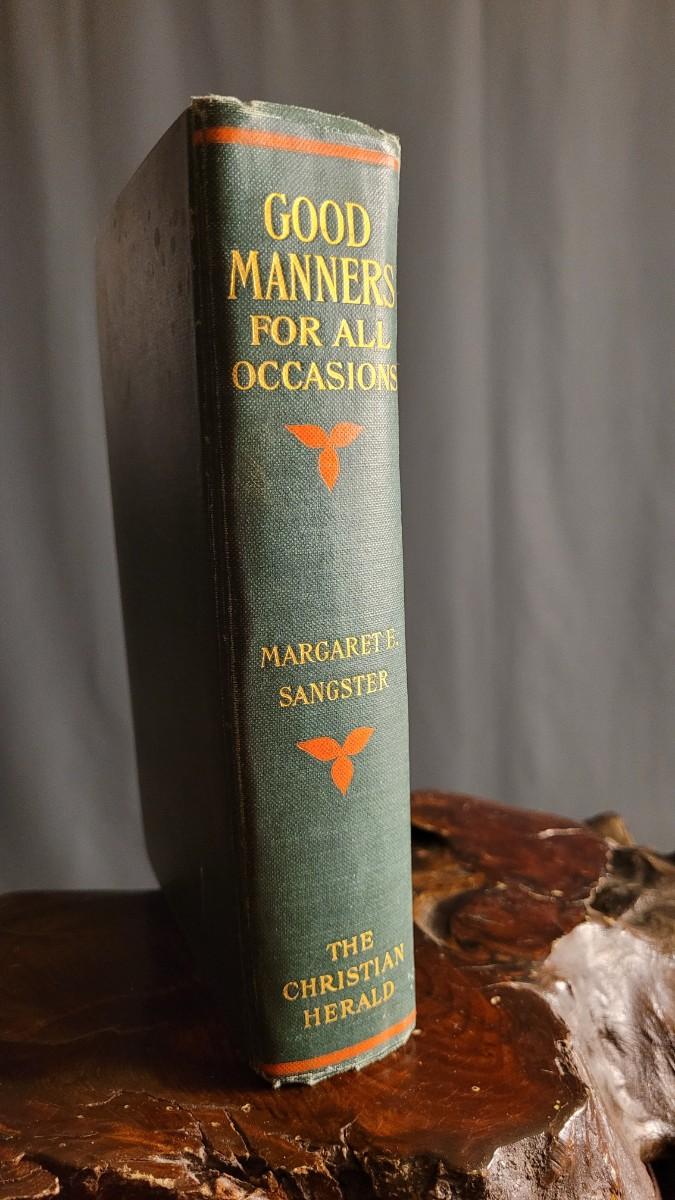 GOOD
MANNERS
FOR ALL
OCCASIONS
MARGARET E.
SANGSTER
THE
CHRISTIAN
HERALD